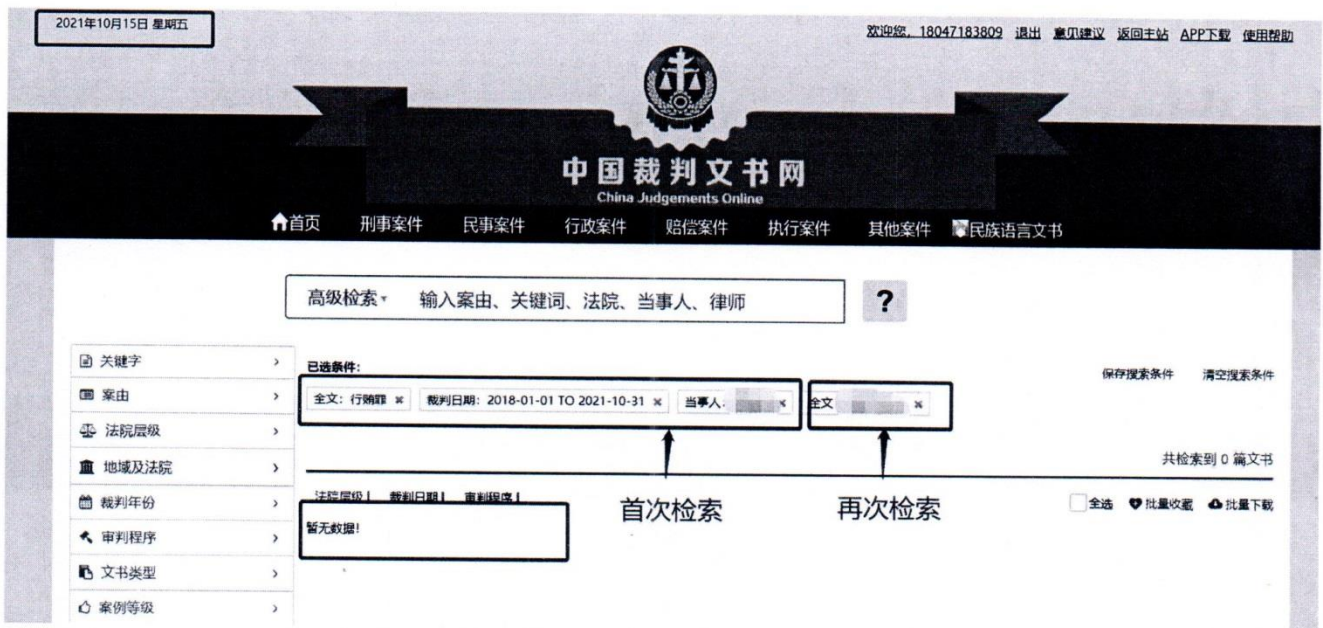 2021年10月15日 星期五
欢迎您，18047183809 退出 意见建议 返回主站 APP下载 使用帮助
中国裁判文书网
China Judgements Online
首页 刑事案件 民事案件 行政案件 赔偿案件 执行案件 其他案件 民族语言文书
高级检索 输入案由、关键词、法院、当事人、律师 ?
关键字
案由
法院层级
地域及法院
裁判年份
审判程序
文书类型
案例等级
已选条件：
保存搜索条件 清空搜索条件
全文：行贿罪 × 裁判日期：2018-01-01 TO 2021-10-31 × 当事人： × 全文 ×
共检索到 0 篇文书
法院层级 裁判日期 审判程序
首次检索 再次检索
全选 批量收藏 批量下载
暂无数据！